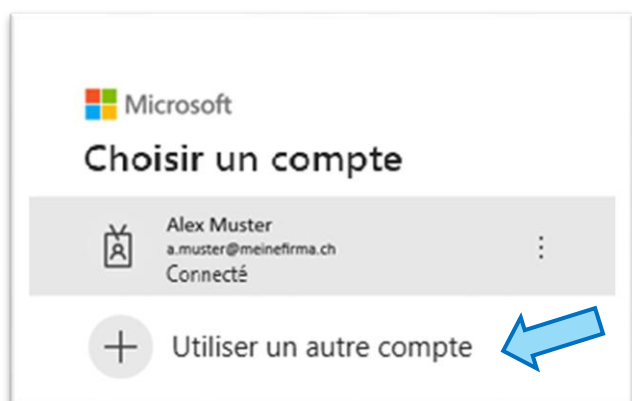 Microsoft
Choisir un compte
Alex Muster
a.muster@meinefirma.ch
Connecté
Utiliser un autre compte